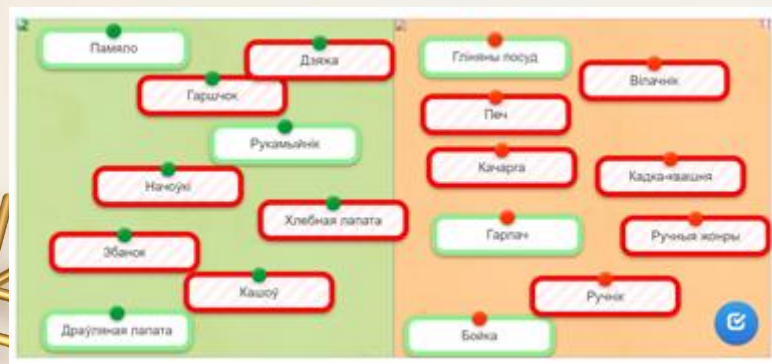 Памяло
Дзяжа
Гаршчок
Рукамыйнік
Начоўкі
Хлебная лапата
Збанок
Кашоў
Драўляная лапата
Гліняны посуд
Вілачнік
Печ
Качарга
Кадка-квашня
Гарлач
Ручныя жорны
Ручнік
Бойка